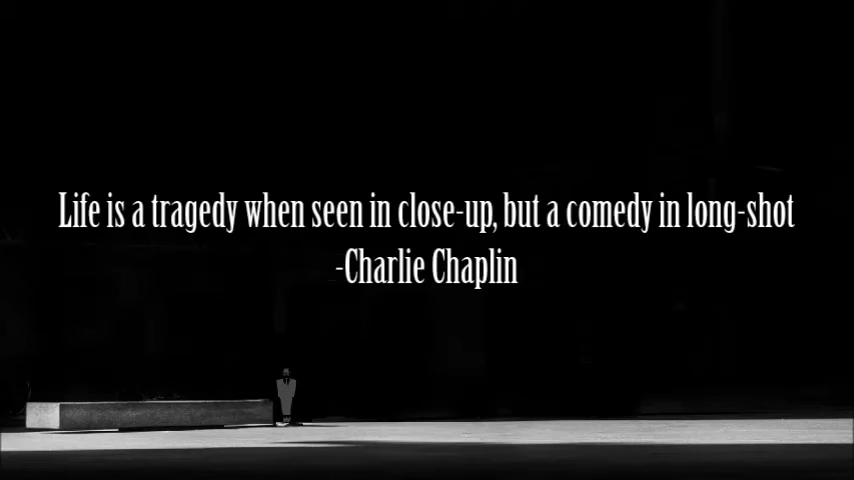 Life is a tragedy when seen in close-up, but a comedy in long-shot
-Charlie Chaplin